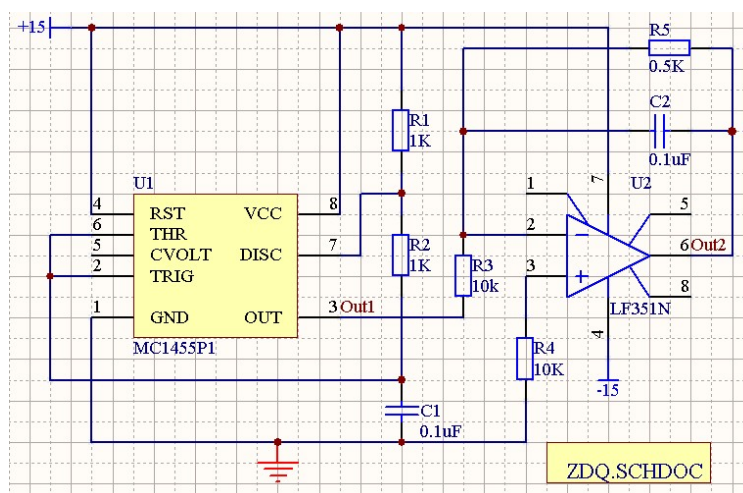 +15
R5
0.5K
C2
0.1uF
R1
1K
U1
U2
4 RST VCC 8
6 THR
5 CVOLT DISC 7
2 TRIG
1 GND OUT 3 Out1
MC1455P1
R2
1K
R3
10k
1
7
5
2
6 Out2
3
8
LF351N
4
-15
R4
10K
C1
0.1uF
ZDQ.SCHDOC